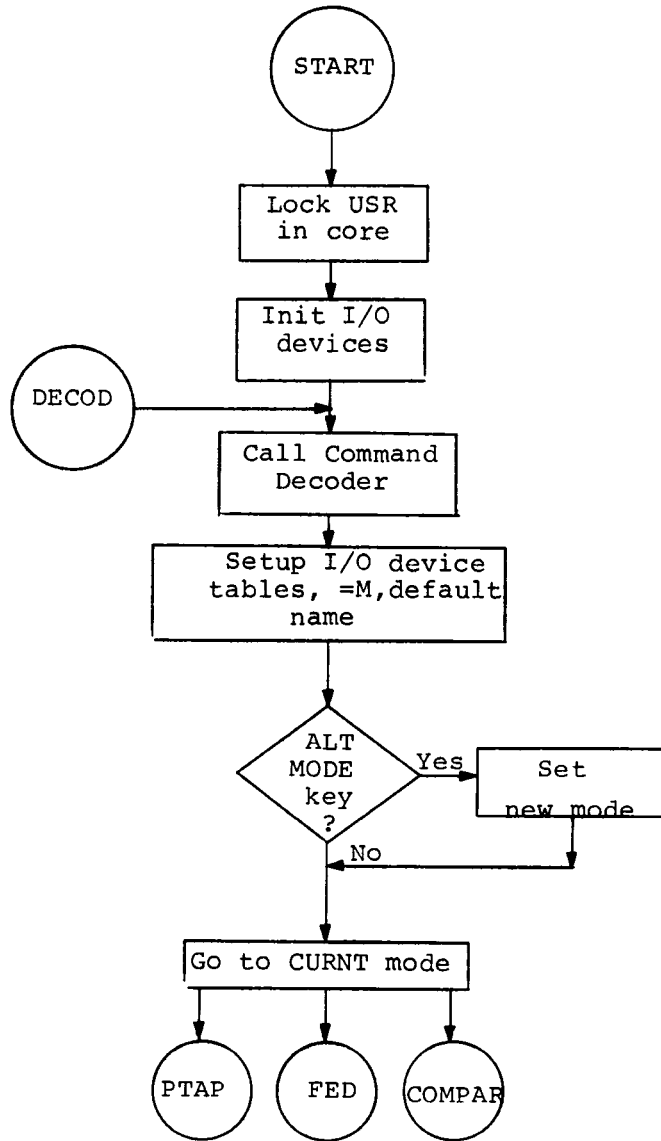 START
Lock USR
in core
Init I/O
devices
DECOD
Call Command
Decoder
Setup I/O device
tables, =M,default
name
ALT
MODE
key
?
Yes
Set
new mode
No
Go to CURNT mode
PTAP
FED
COMPAR